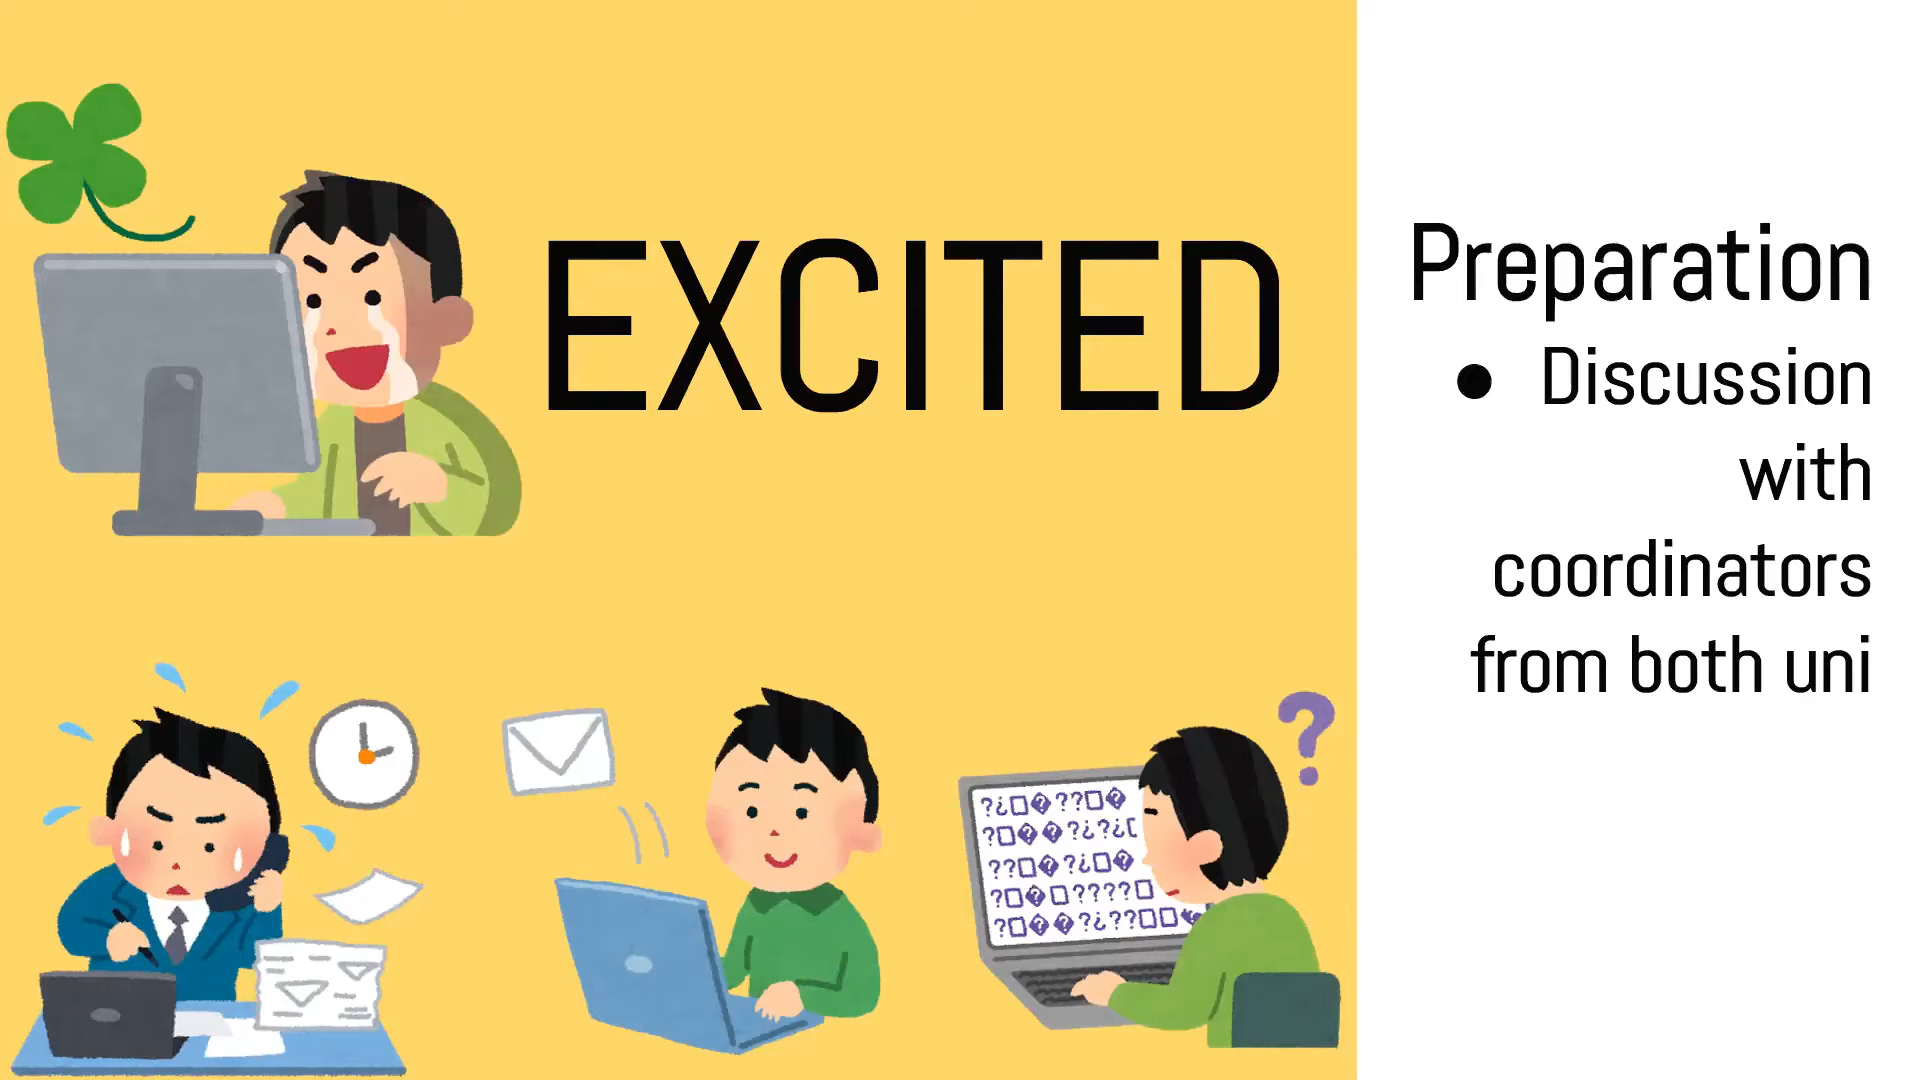 EXCITED
Preparation
● Discussion
with
coordinators
from both uni
?
?¿□�??□�
?□��?¿?¿□
??□�?¿□�
?□�□????□
?□��?¿??□□�